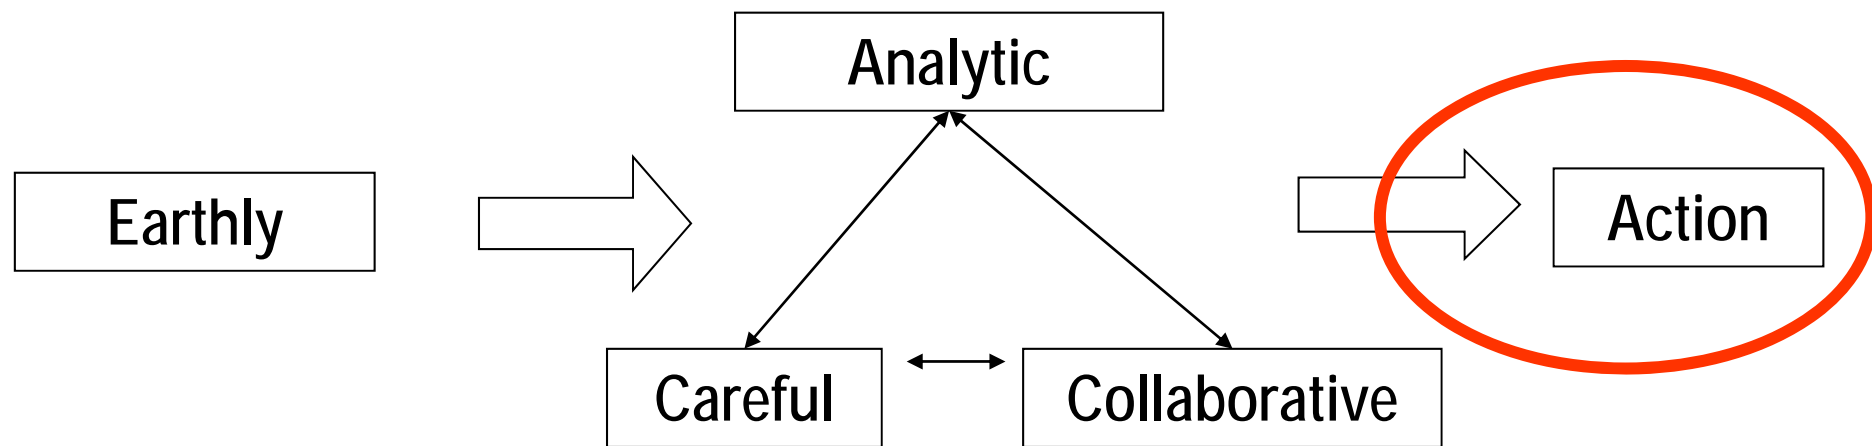 Analytic
Earthly
Action
Careful
Collaborative